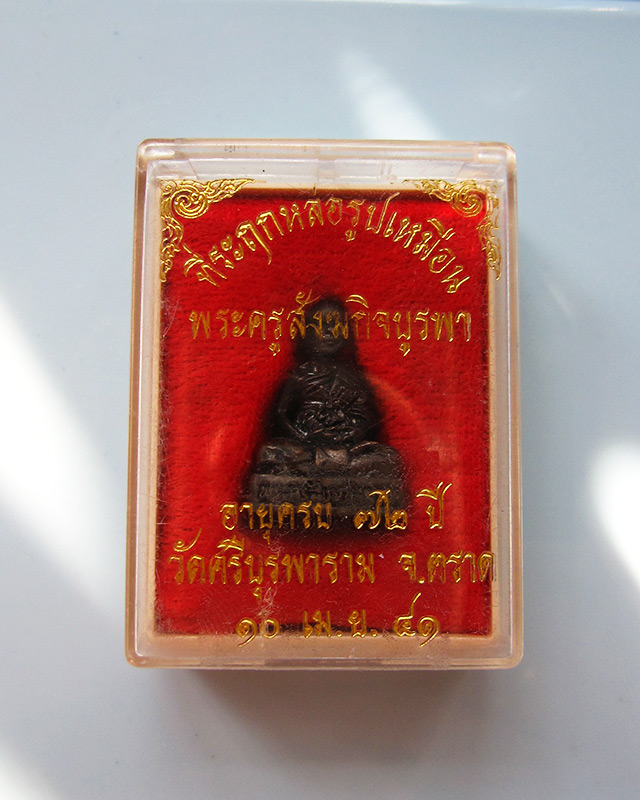 ที่ระฤกหล่อรูปเหมือน
พระครูสังฆกิจบูรพา
อายุครบ ๗๒ ปี
วัดศรีบุรพาราม จ.ตราด
๑๐ เม.ย. ๔๑